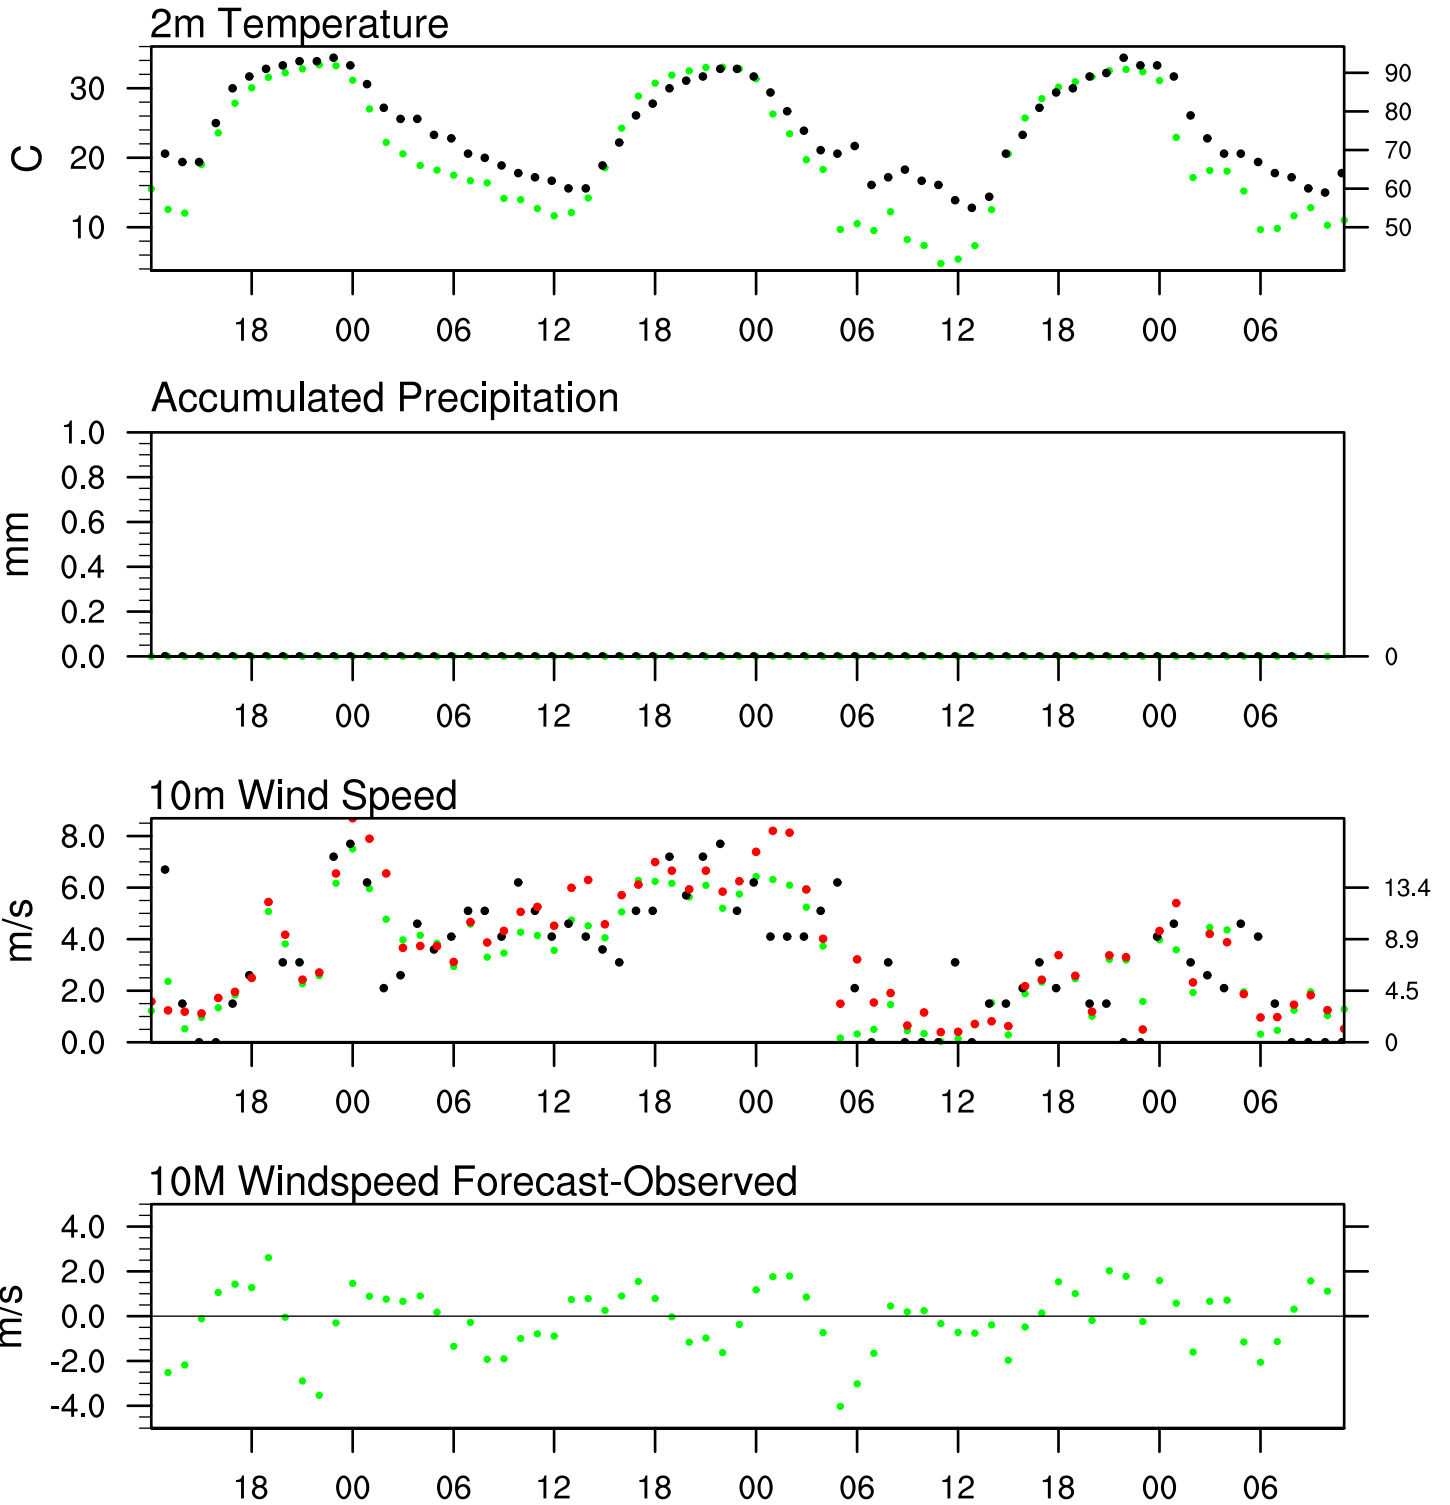 2m Temperature
C
30
20
10
90
80
70
60
50
18 00 06 12 18 00 06 12 18 00 06
Accumulated Precipitation
mm
1.0
0.8
0.6
0.4
0.2
0.0
0
18 00 06 12 18 00 06 12 18 00 06
10m Wind Speed
m/s
8.0
6.0
4.0
2.0
0.0
13.4
8.9
4.5
0
18 00 06 12 18 00 06 12 18 00 06
10M Windspeed Forecast-Observed
m/s
4.0
2.0
0.0
-2.0
-4.0
18 00 06 12 18 00 06 12 18 00 06